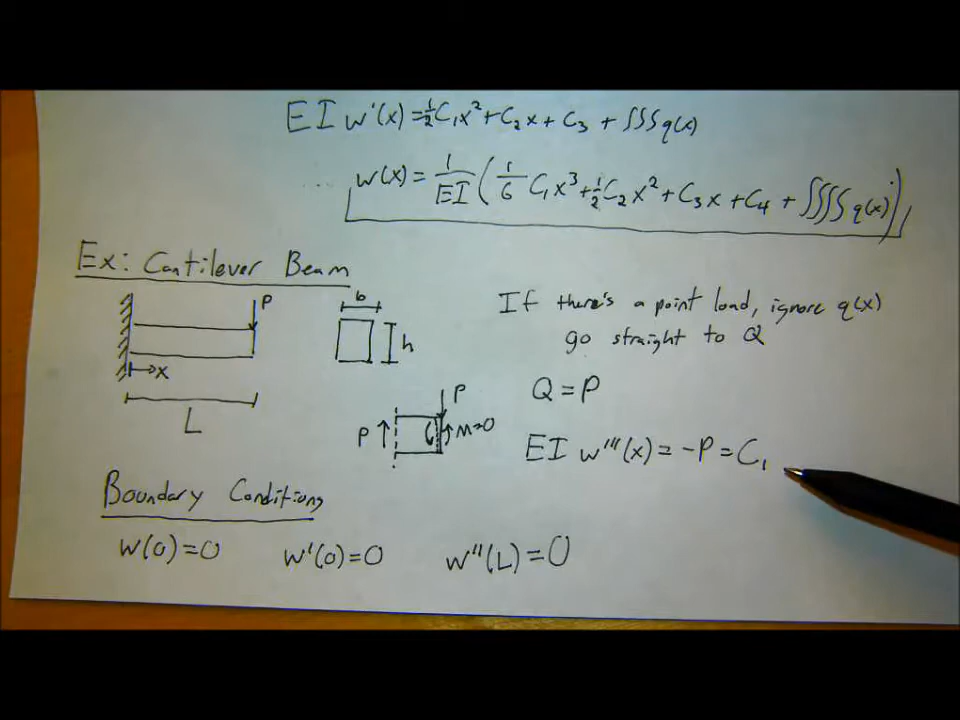 EI w'(x) = ½C₁x² + C₂x + C₃ + ∫∫∫q(x)
... w(x) = 1/EI (1/6 C₁x³ + ½C₂x² + C₃x + C₄ + ∫∫∫∫q(x))
Ex: Cantilever Beam
P
b
h
x
L
If there's a point load, ignore q(x)
go straight to Q
Q = P
P
P
M=0
EI w'''(x) = -P = C₁
Boundary Conditions
w(0)=0 w'(0)=0 w''(L)=0